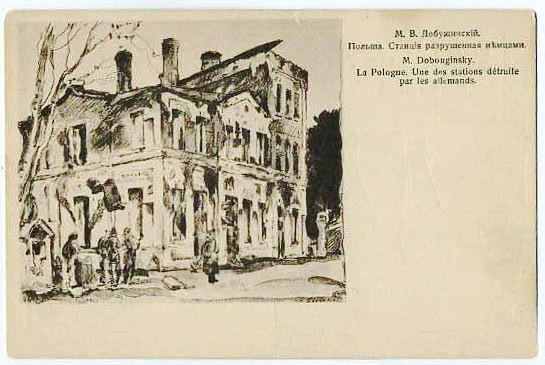 М. В. Добужинскій.
Польша. Станція разрушенная нѣмцами.
M. Dobouginsky.
La Pologne. Une des stations détruite
par les allemands.